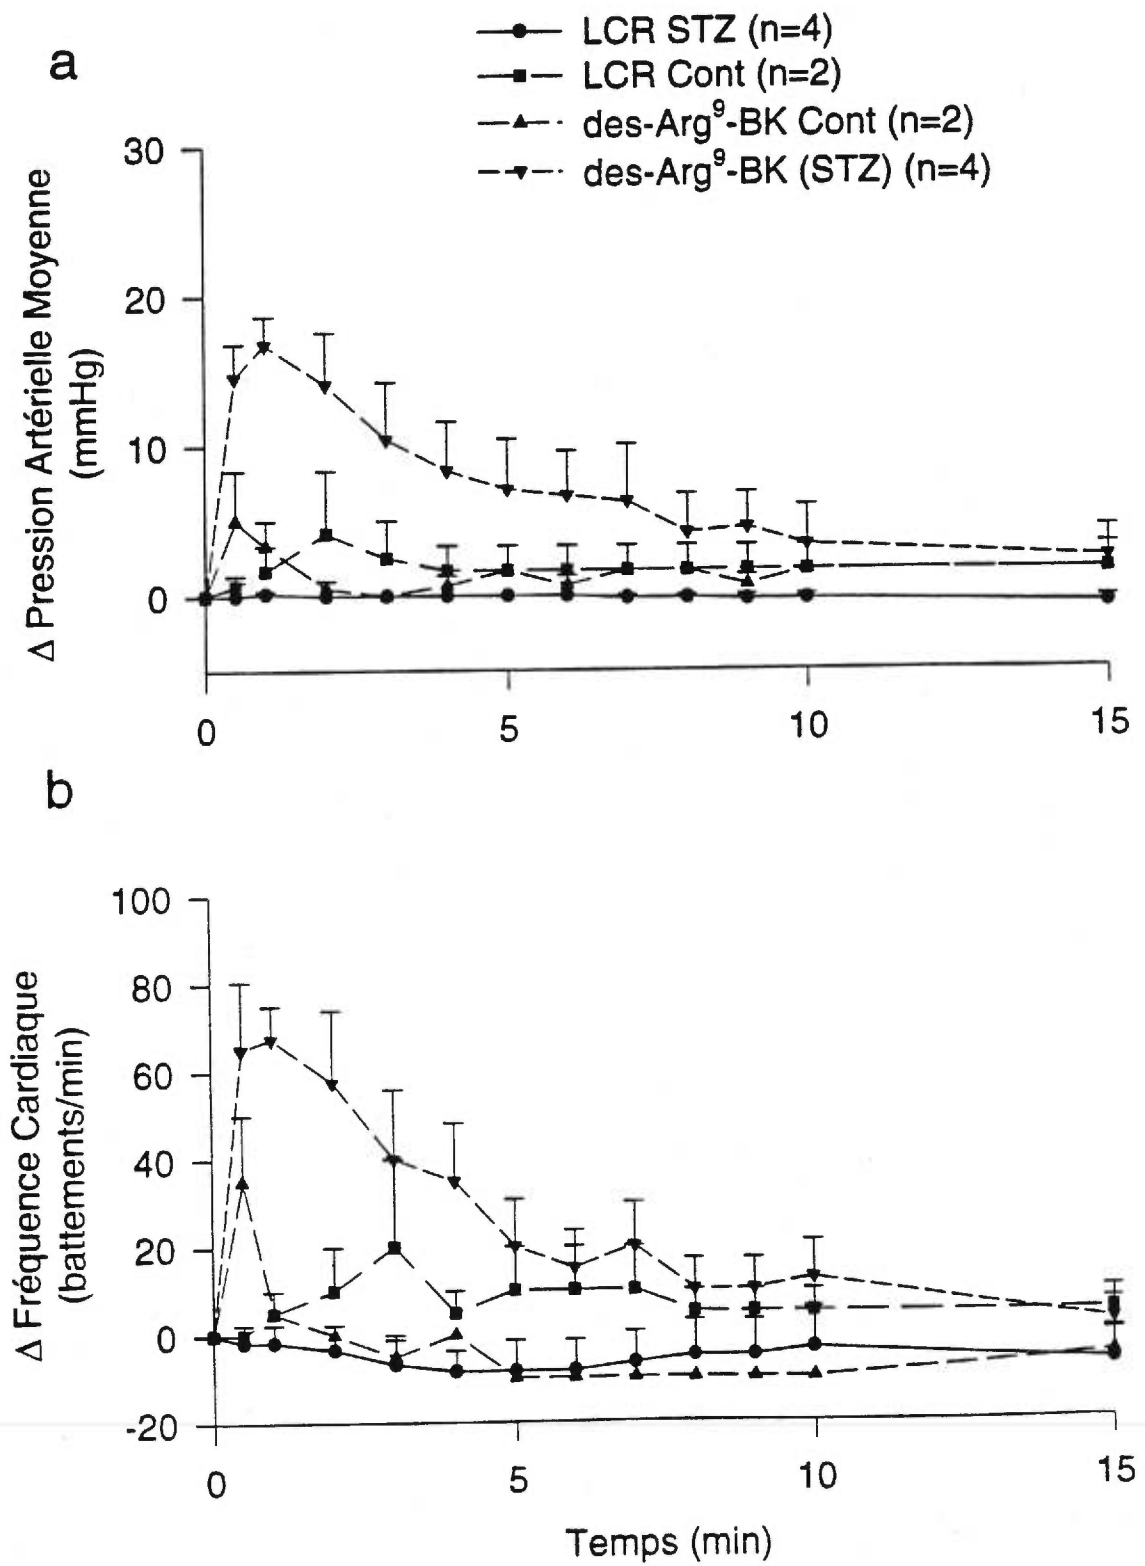 a
LCR STZ (n=4)
LCR Cont (n=2)
des-Arg⁹-BK Cont (n=2)
des-Arg⁹-BK (STZ) (n=4)
Δ Pression Artérielle Moyenne
(mmHg)
30
20
10
0
0 5 10 15
b
Δ Fréquence Cardiaque
(battements/min)
100
80
60
40
20
0
-20
0 5 10 15
Temps (min)